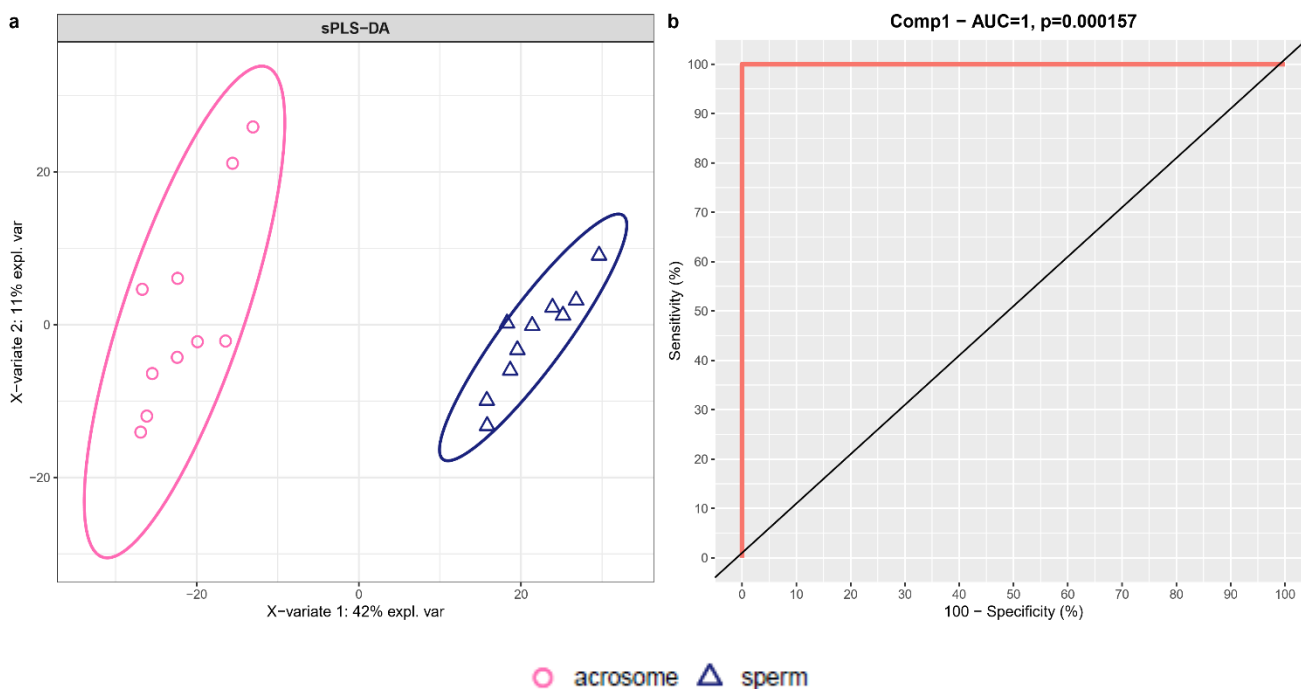 a
sPLS−DA
X−variate 2: 11% expl. var
20
0
−20
−20
0
20
X−variate 1: 42% expl. var
b
Comp1 − AUC=1, p=0.000157
Sensitivity (%)
100
90
80
70
60
50
40
30
20
10
0
0 10 20 30 40 50 60 70 80 90 100
100 − Specificity (%)
acrosome sperm